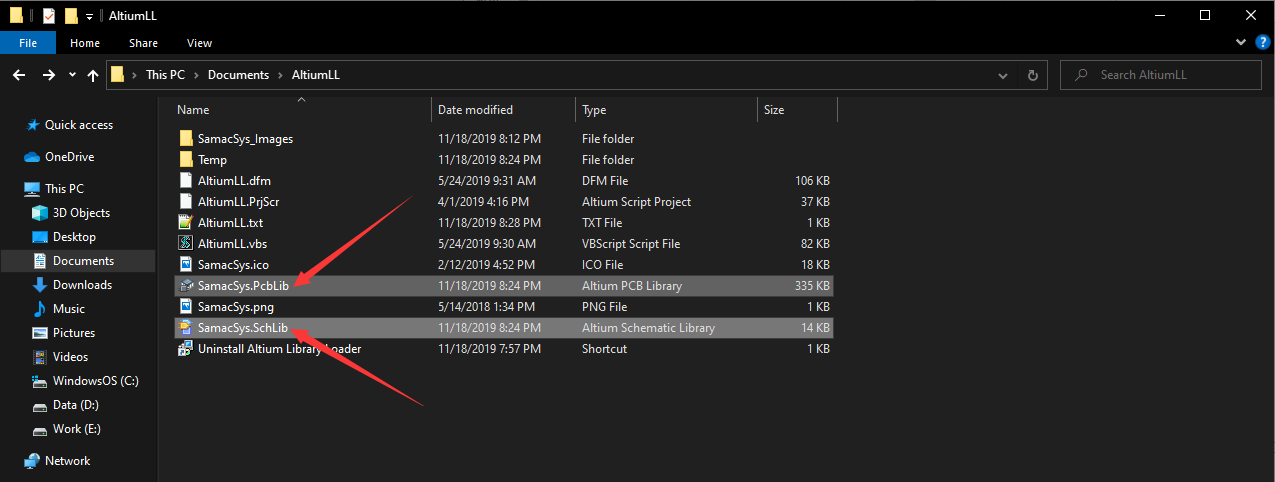 AltiumLL
File Home Share View
This PC Documents AltiumLL Search AltiumLL
Name Date modified Type Size
Quick access
OneDrive
This PC
3D Objects
Desktop
Documents
Downloads
Music
Pictures
Videos
WindowsOS (C:)
Data (D:)
Work (E:)
Network
SamacSys_Images 11/18/2019 8:12 PM File folder
Temp 11/18/2019 8:24 PM File folder
AltiumLL.dfm 5/24/2019 9:31 AM DFM File 106 KB
AltiumLL.PrjScr 4/1/2019 4:16 PM Altium Script Project 37 KB
AltiumLL.txt 11/18/2019 8:28 PM TXT File 1 KB
AltiumLL.vbs 5/24/2019 9:30 AM VBScript Script File 82 KB
SamacSys.ico 2/12/2019 4:52 PM ICO File 18 KB
SamacSys.PcbLib 11/18/2019 8:24 PM Altium PCB Library 335 KB
SamacSys.png 5/14/2018 1:34 PM PNG File 1 KB
SamacSys.SchLib 11/18/2019 8:24 PM Altium Schematic Library 14 KB
Uninstall Altium Library Loader 11/18/2019 7:57 PM Shortcut 1 KB